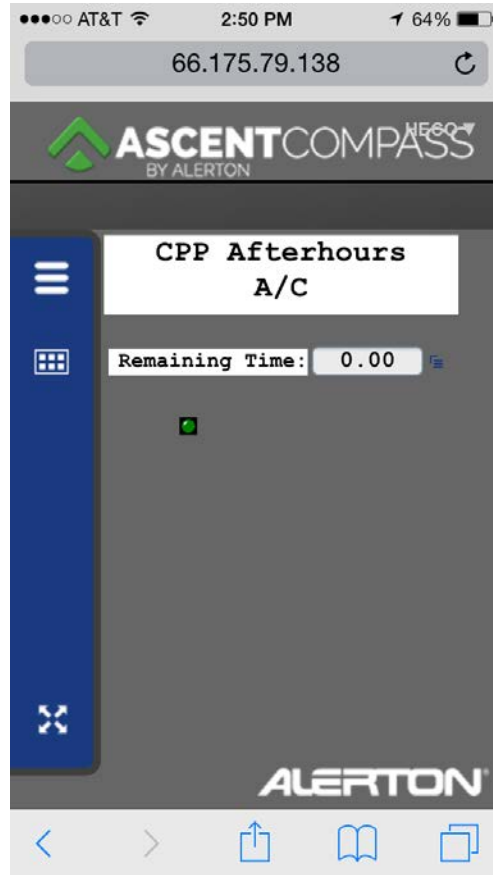 AT&T 2:50 PM 64%
66.175.79.138
HECO
ASCENTCOMPASS
BY ALERTON
CPP Afterhours
A/C
Remaining Time: 0.00
ALERTON